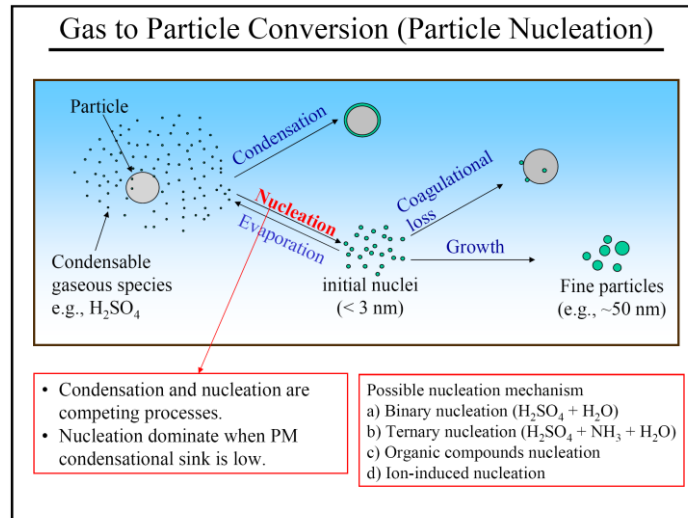 Gas to Particle Conversion (Particle Nucleation)
Particle
Condensation
Nucleation
Evaporation
Coagulational
loss
Growth
Condensable
gaseous species
e.g., H₂SO₄
initial nuclei
(< 3 nm)
Fine particles
(e.g., ~50 nm)
• Condensation and nucleation are
competing processes.
• Nucleation dominate when PM
condensational sink is low.
Possible nucleation mechanism
a) Binary nucleation (H₂SO₄ + H₂O)
b) Ternary nucleation (H₂SO₄ + NH₃ + H₂O)
c) Organic compounds nucleation
d) Ion-induced nucleation